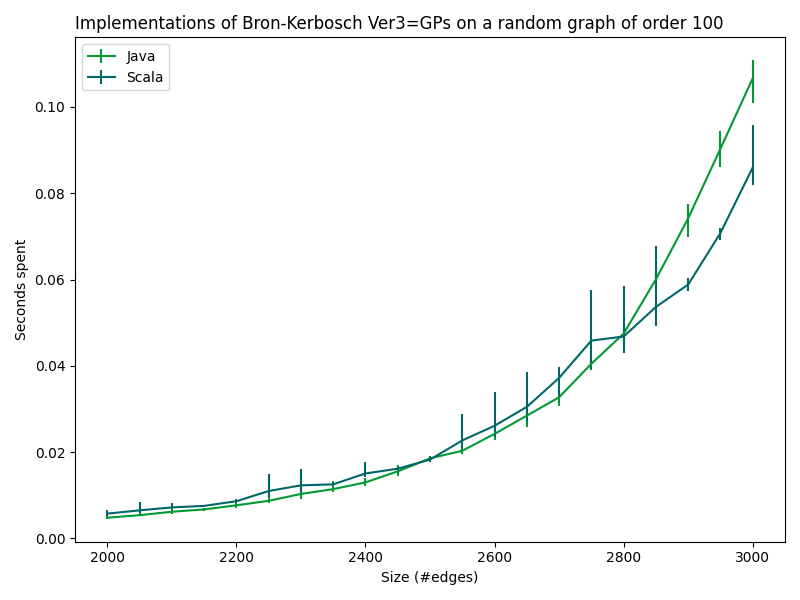 Implementations of Bron-Kerbosch Ver3=GPs on a random graph of order 100
Java
Scala
Seconds spent
0.10
0.08
0.06
0.04
0.02
0.00
2000 2200 2400 2600 2800 3000
Size (#edges)